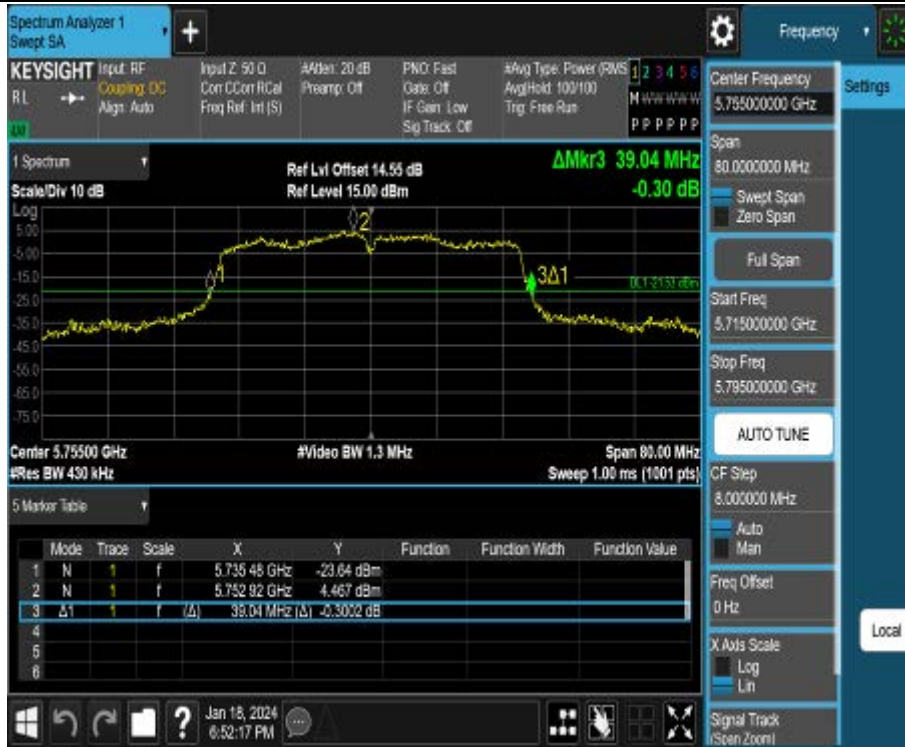 Spectrum Analyzer 1
Swept SA
Frequency
KEYSIGHT
Input: RF
Input Z: 50 Ω
#Atten: 20 dB
PNO: Fast
#Avg Type: Power (RMS
1 2 3 4 5 6
RL
Coupling: DC
Corr CCorr RCal
Preamp: Off
Gate: Off
Avg|Hold: 100/100
M W W W W W
Align: Auto
Freq Ref: Int (S)
IF Gain: Low
Trig: Free Run
Sig Track: Off
P P P P P P
LXI
Center Frequency
5.755000000 GHz
Settings
1 Spectrum
Ref Lvl Offset 14.55 dB
ΔMkr3 39.04 MHz
Scale/Div 10 dB
Ref Level 15.00 dBm
-0.30 dB
Log
5.00
-5.00
-15.0
-25.0
-35.0
-45.0
-55.0
-65.0
-75.0
1
2
3Δ1
DL1 -21.53 dBm
Center 5.75500 GHz
#Video BW 1.3 MHz
Span 80.00 MHz
#Res BW 430 kHz
Sweep 1.00 ms (1001 pts)
Span
80.0000000 MHz
Swept Span
Zero Span
Full Span
Start Freq
5.715000000 GHz
Stop Freq
5.795000000 GHz
AUTO TUNE
CF Step
8.000000 MHz
Auto
Man
Freq Offset
0 Hz
X Axis Scale
Log
Lin
Signal Track
(Span Zoom)
Local
5 Marker Table
Mode Trace Scale X Y Function Function Width Function Value
1 N 1 f 5.735 48 GHz -23.64 dBm
2 N 1 f 5.752 92 GHz 4.467 dBm
3 Δ1 1 f (Δ) 39.04 MHz (Δ) -0.3002 dB
4
5
6
?
Jan 18, 2024
6:52:17 PM